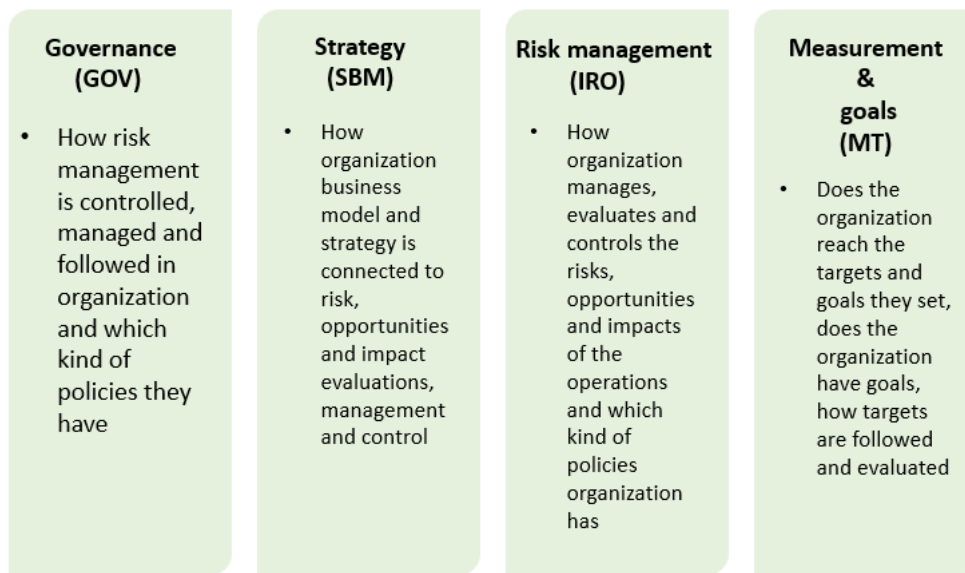 Governance
(GOV)
• How risk
management
is controlled,
managed and
followed in
organization
and which
kind of
policies they
have
Strategy
(SBM)
• How
organization
business
model and
strategy is
connected to
risk,
opportunities
and impact
evaluations,
management
and control
Risk management
(IRO)
• How
organization
manages,
evaluates and
controls the
risks,
opportunities
and impacts
of the
operations
and which
kind of
policies
organization
has
Measurement
&
goals
(MT)
• Does the
organization
reach the
targets and
goals they set,
does the
organization
have goals,
how targets
are followed
and evaluated